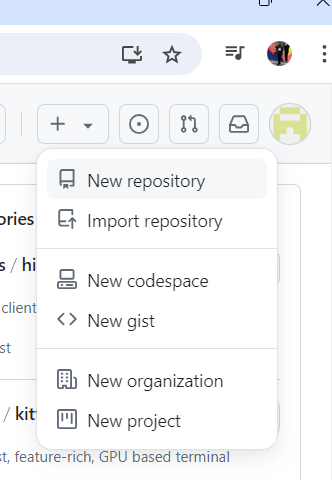 New repository
Import repository
New codespace
New gist
New organization
New project
ories
s / hi
client
st
/ kit
st, feature-rich, GPU based terminal